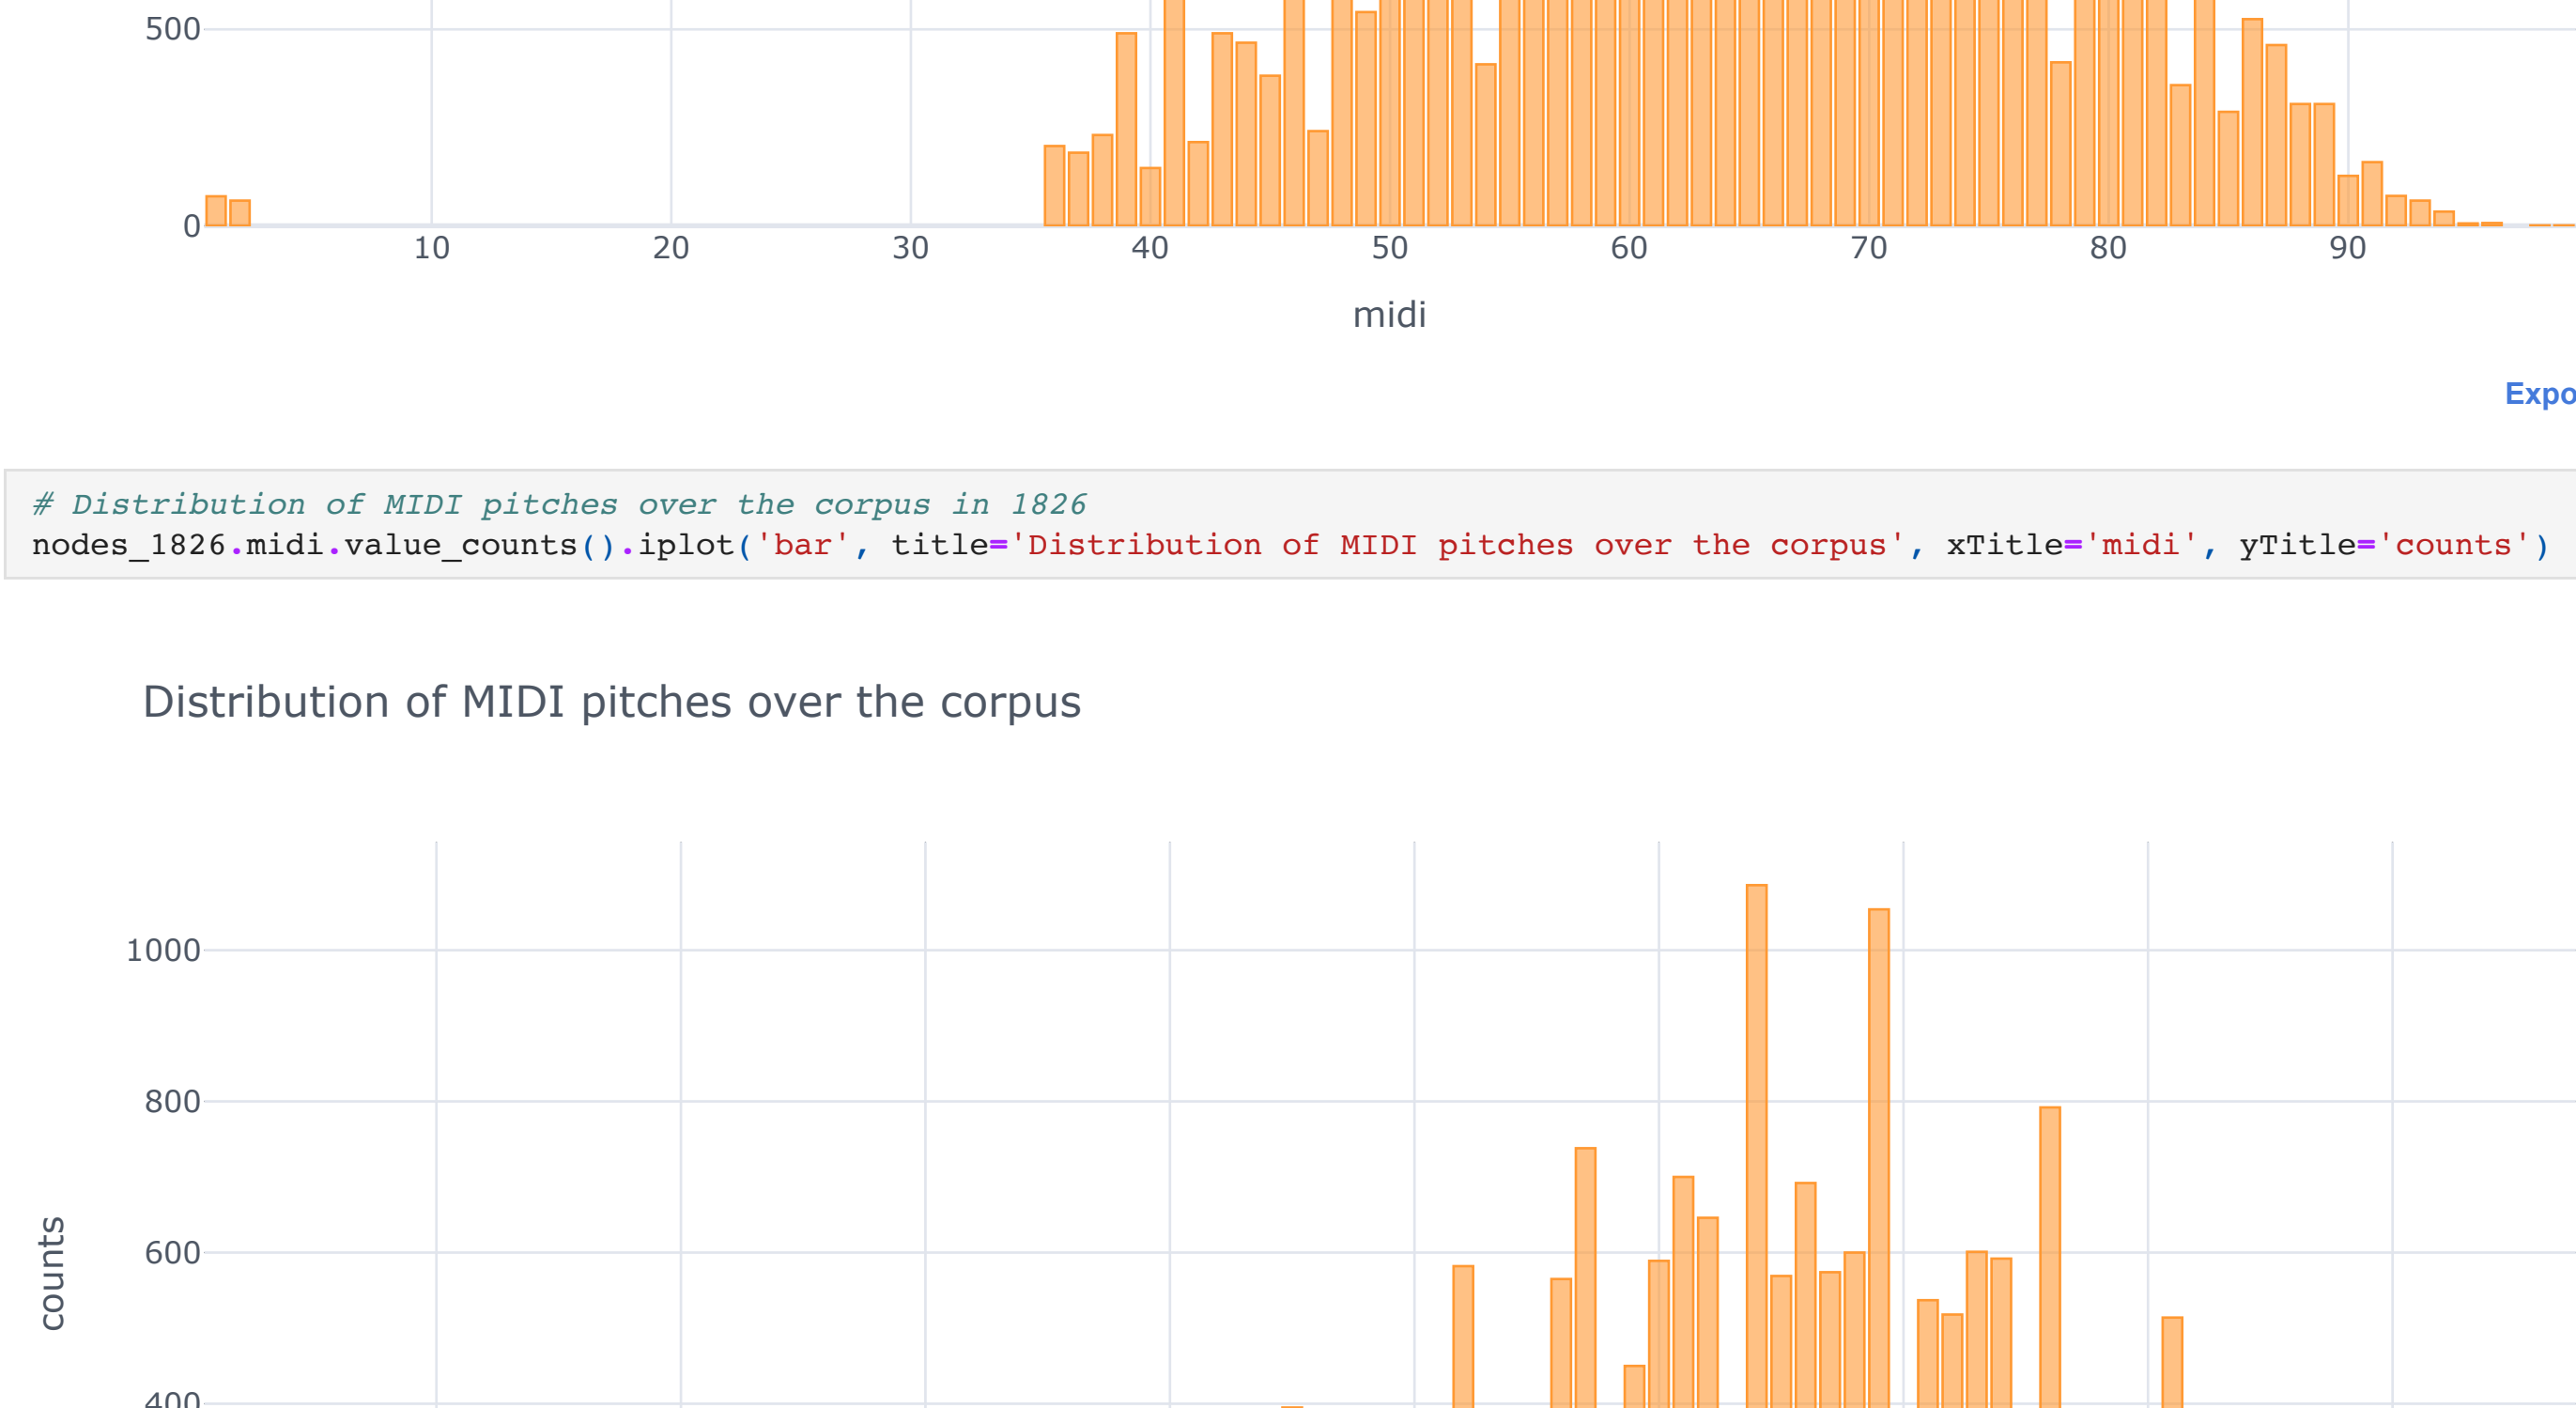 500
0
10 20 30 40 50 60 70 80 90
midi
Expo
# Distribution of MIDI pitches over the corpus in 1826
nodes_1826.midi.value_counts().iplot('bar', title='Distribution of MIDI pitches over the corpus', xTitle='midi', yTitle='counts')
Distribution of MIDI pitches over the corpus
1000
800
600
counts
400